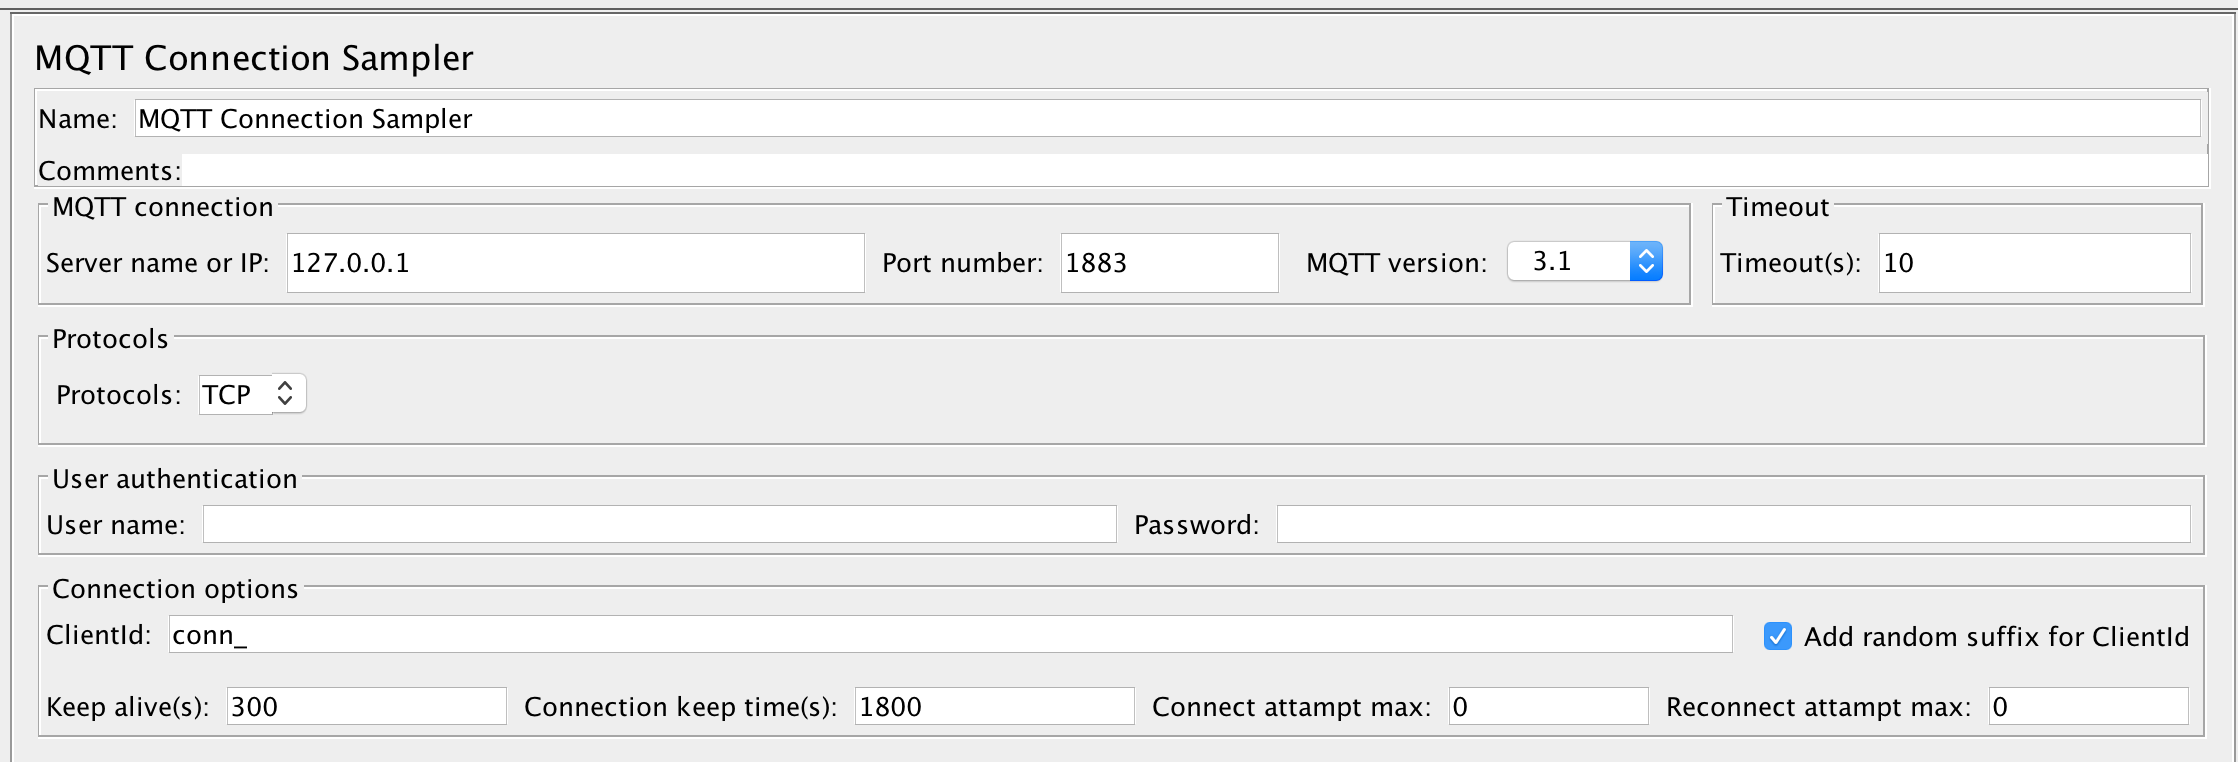 MQTT Connection Sampler
Name: MQTT Connection Sampler
Comments:
MQTT connection Timeout
Server name or IP: 127.0.0.1 Port number: 1883 MQTT version: 3.1 Timeout(s): 10
Protocols
Protocols: TCP
User authentication
User name: Password:
Connection options
ClientId: conn_ Add random suffix for ClientId
Keep alive(s): 300 Connection keep time(s): 1800 Connect attampt max: 0 Reconnect attampt max: 0